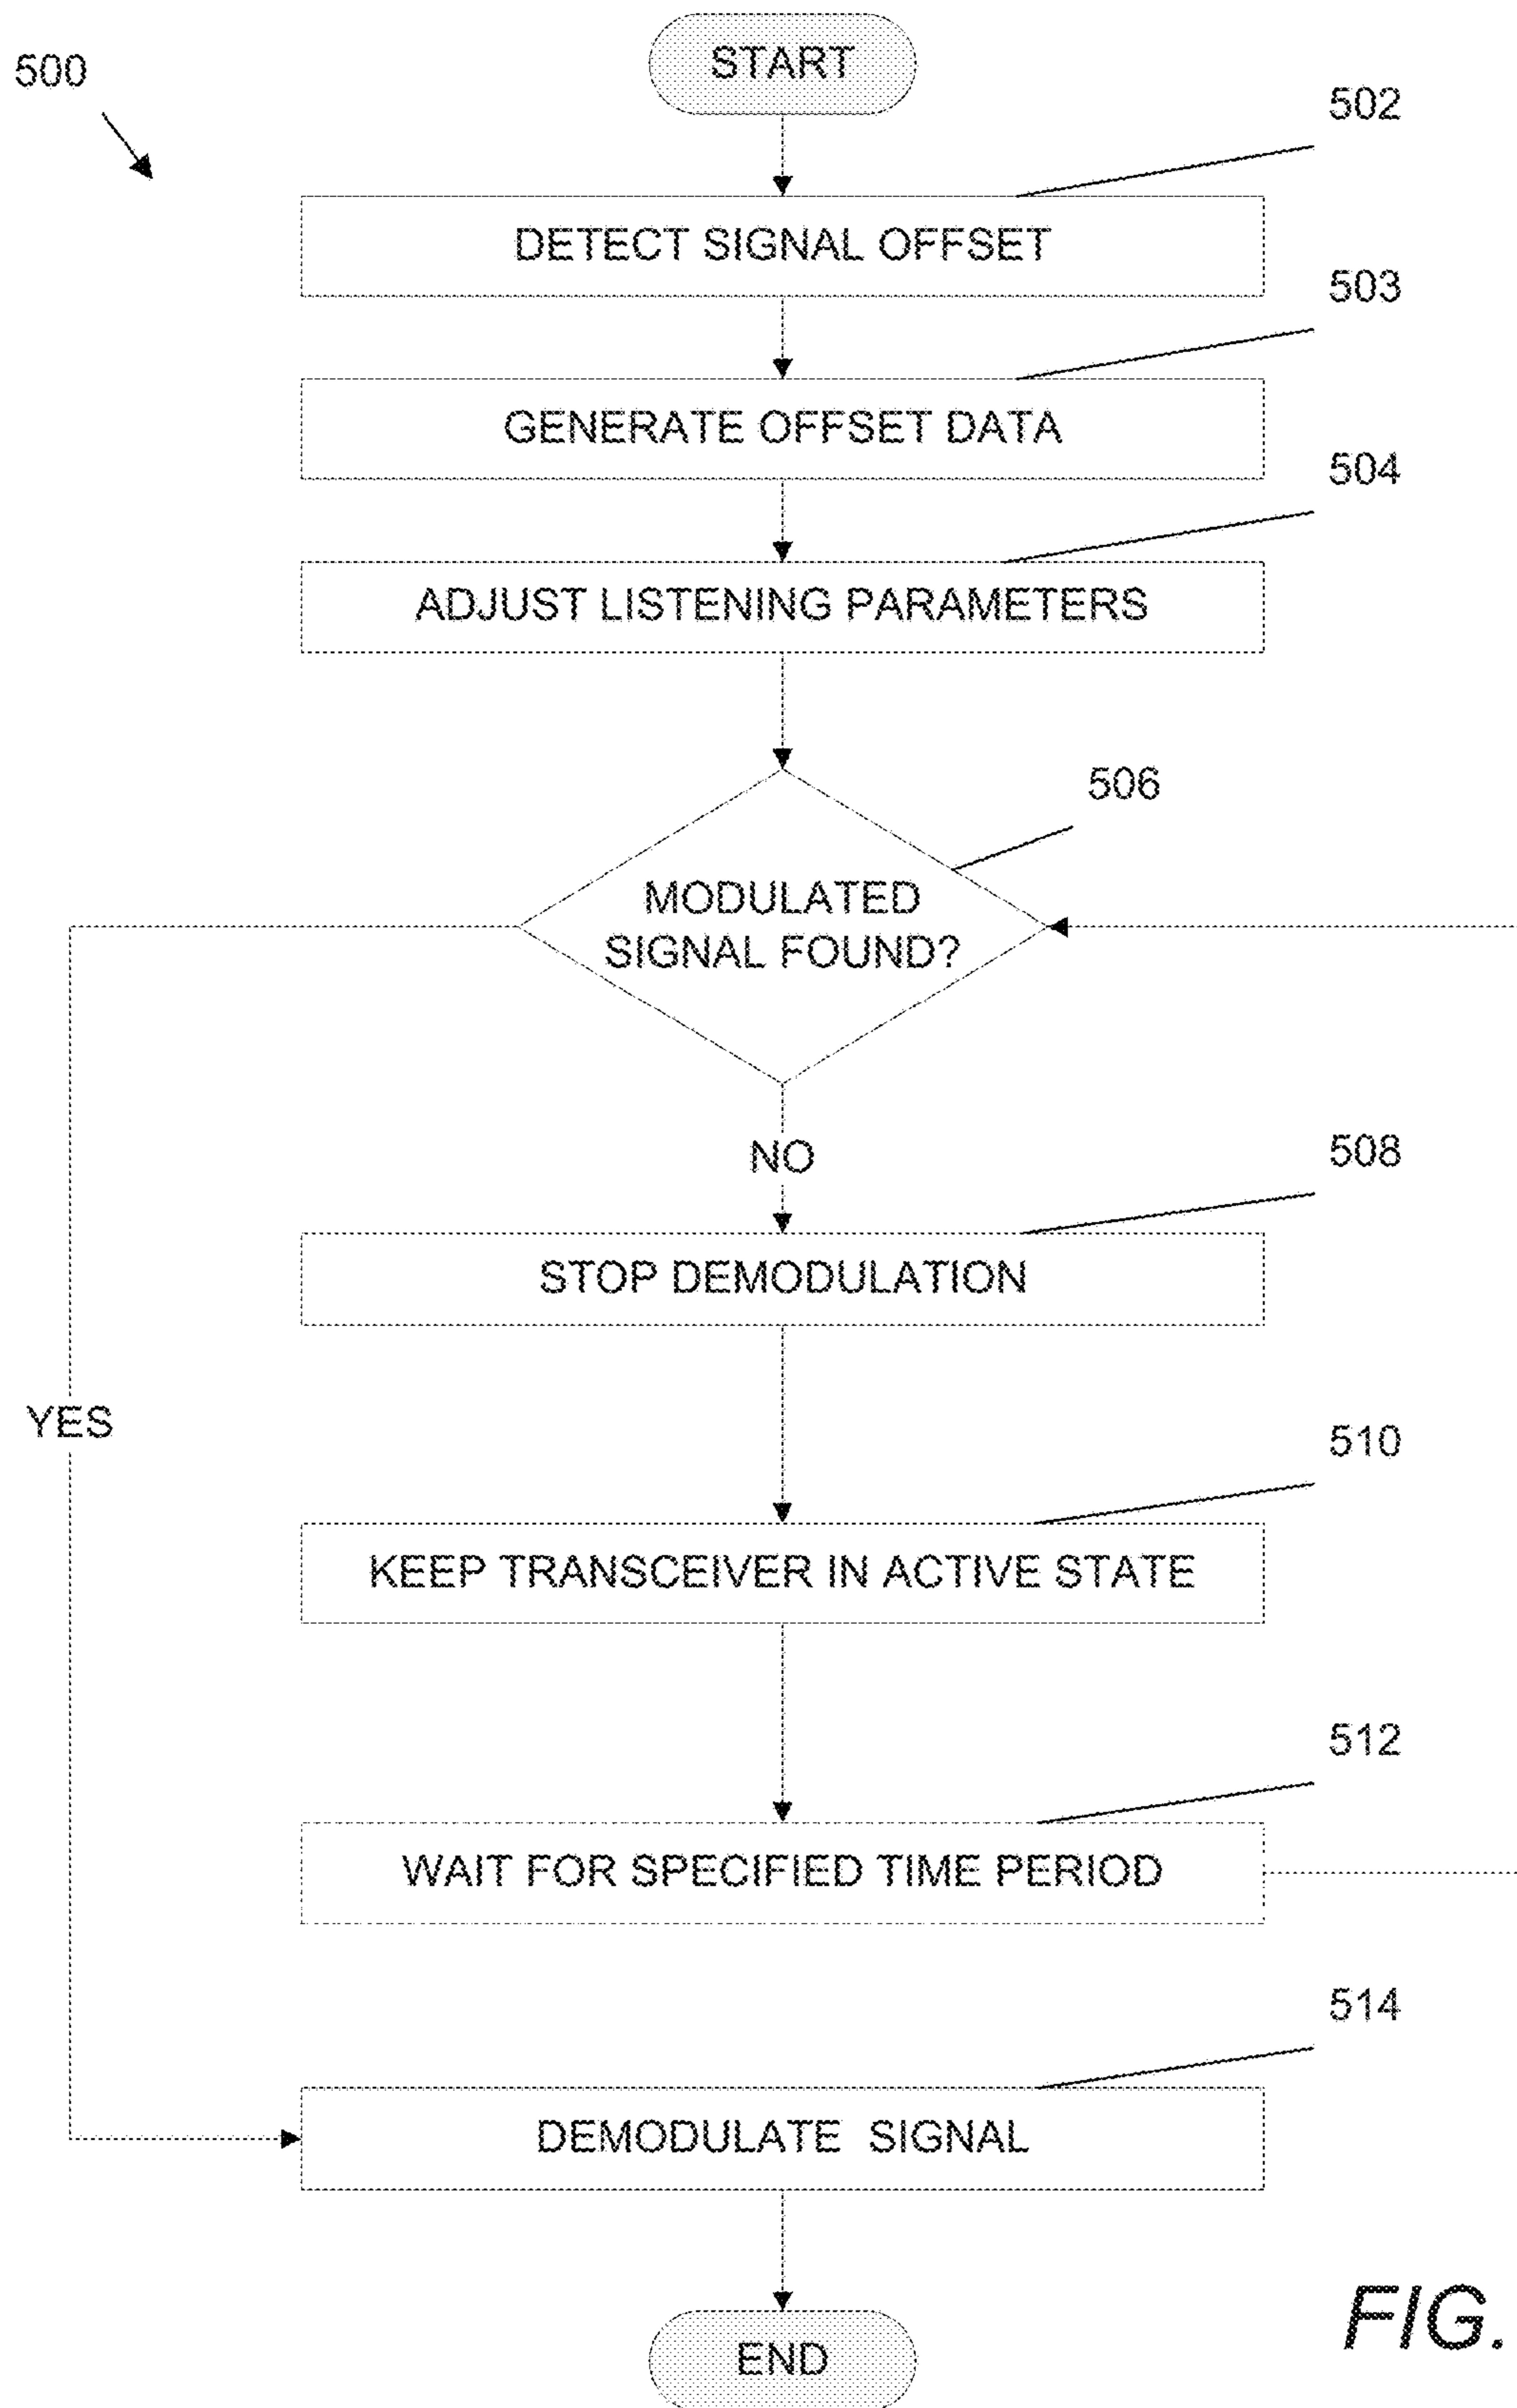 START
500
502
DETECT SIGNAL OFFSET
503
GENERATE OFFSET DATA
504
ADJUST LISTENING PARAMETERS
506
MODULATED
SIGNAL FOUND?
NO
508
STOP DEMODULATION
YES
510
KEEP TRANSCEIVER IN ACTIVE STATE
512
WAIT FOR SPECIFIED TIME PERIOD
514
DEMODULATE SIGNAL
END
FIG.